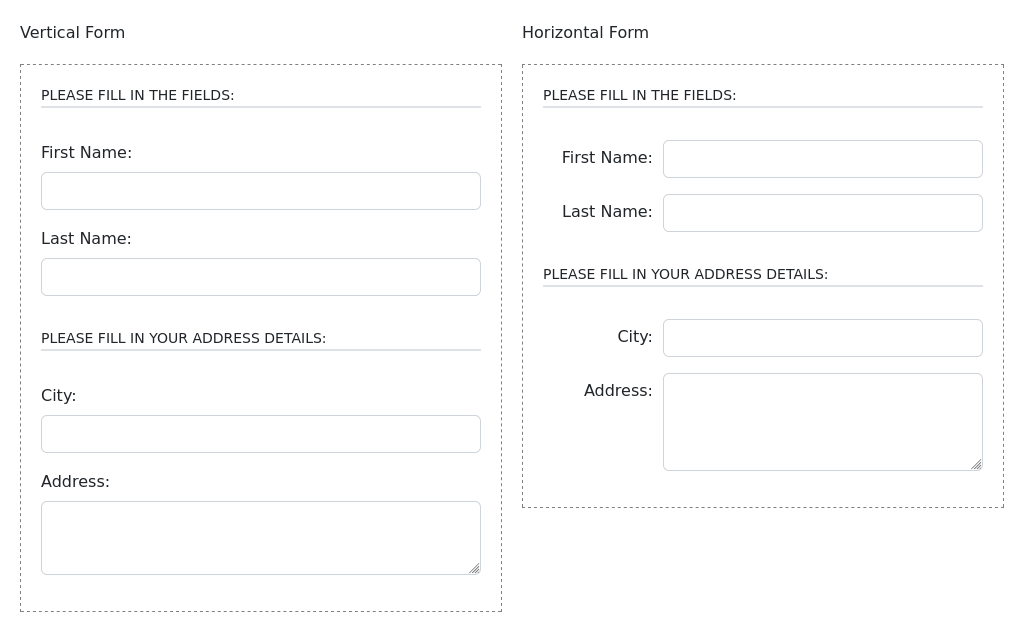 Vertical Form
PLEASE FILL IN THE FIELDS:
First Name:
Last Name:
PLEASE FILL IN YOUR ADDRESS DETAILS:
City:
Address:
Horizontal Form
PLEASE FILL IN THE FIELDS:
First Name:
Last Name:
PLEASE FILL IN YOUR ADDRESS DETAILS:
City:
Address: